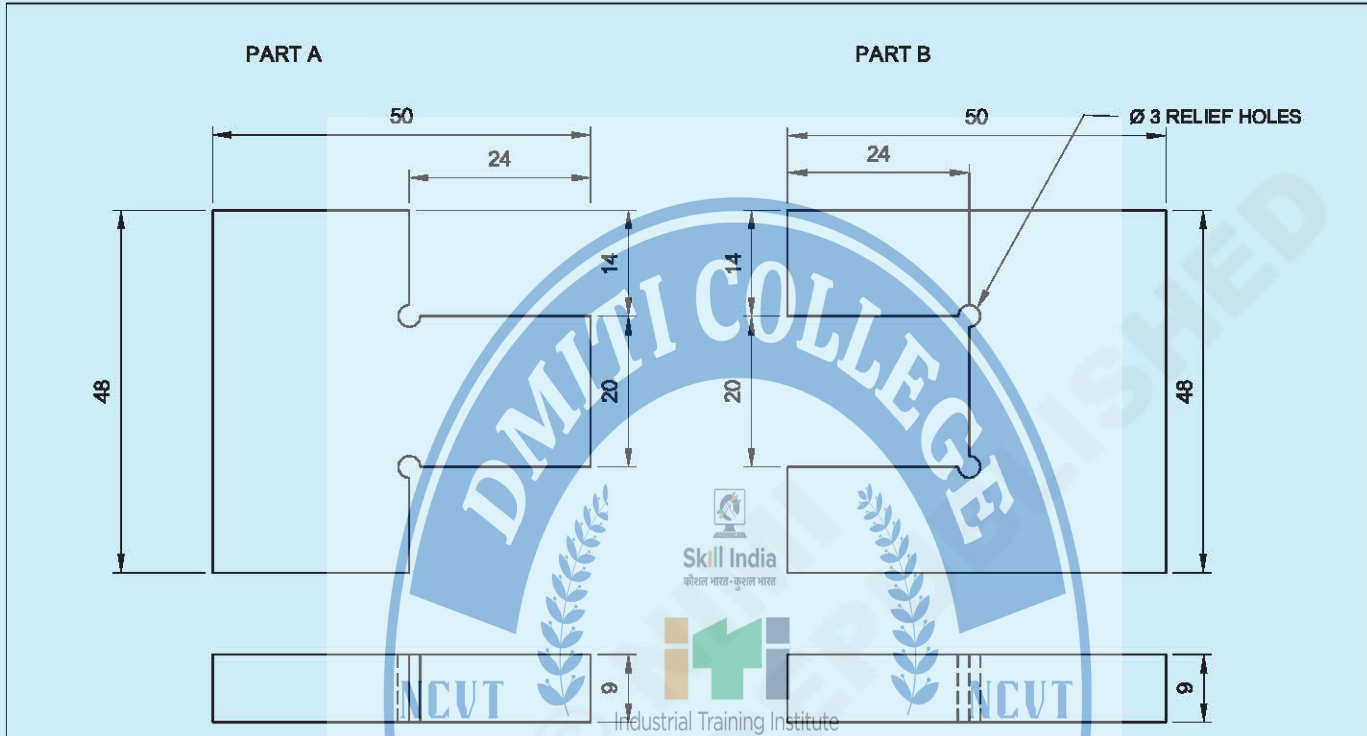 PART A
PART B
50
24
50
24
Ø 3 RELIEF HOLES
14
14
48
20
20
48
DMITI COLLEGE
Skill India
कौशल भारत-कुशल भारत
NCVT
9
NCVT
9
Industrial Training Institute